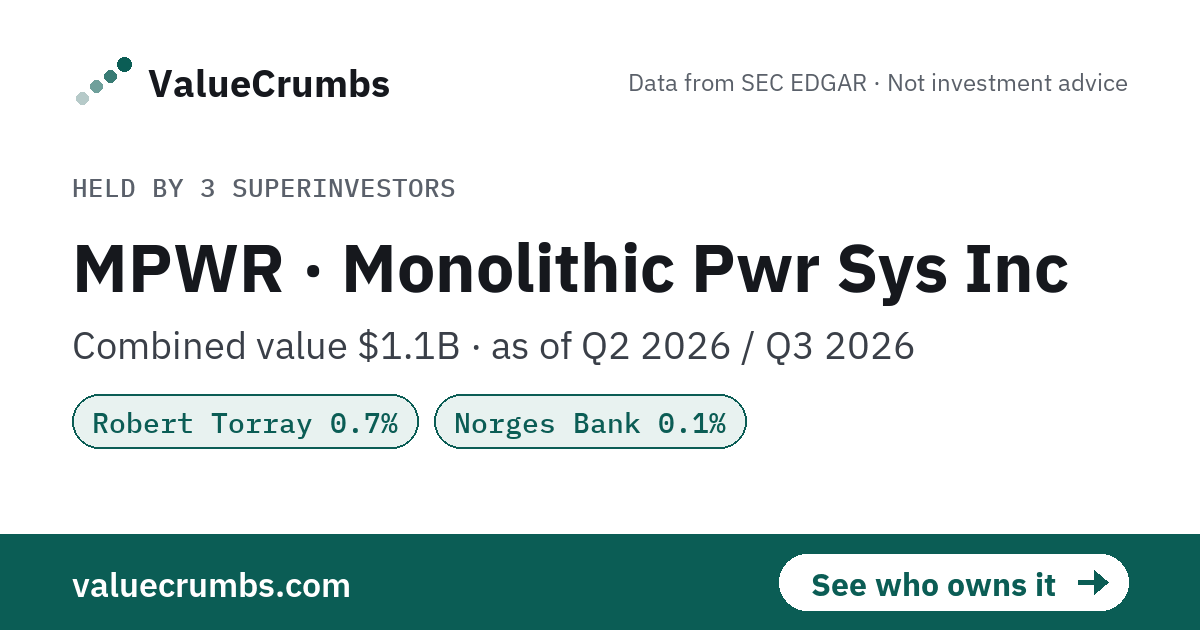 ValueCrumbs
Data from SEC EDGAR · Not investment advice
HELD BY 3 SUPERINVESTORS
MPWR · Monolithic Pwr Sys Inc
Combined value $1.1B · as of Q2 2026 / Q3 2026
Robert Torray 0.7%
Norges Bank 0.1%
valuecrumbs.com
See who owns it →